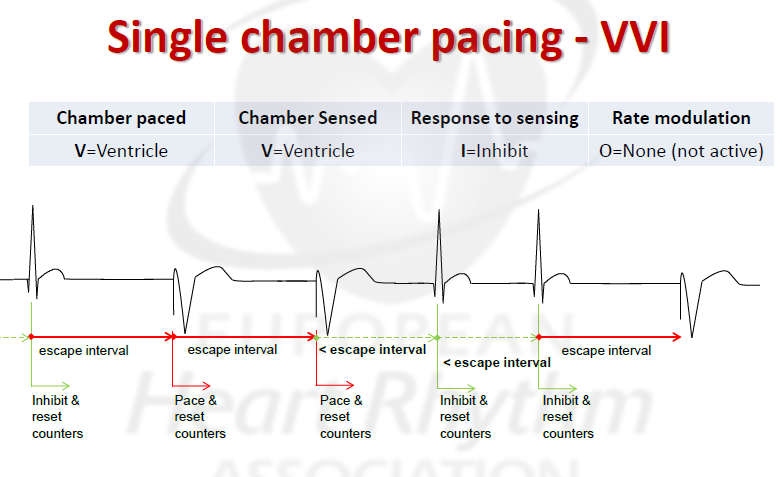 Single chamber pacing - VVI
Chamber paced Chamber Sensed Response to sensing Rate modulation
V=Ventricle V=Ventricle I=Inhibit O=None (not active)
escape interval escape interval < escape interval < escape interval escape interval
Inhibit & Pace & Pace & Inhibit & Inhibit &
reset reset reset reset reset
counters counters counters counters counters
EUROPEAN
Heart Rhythm
ASSOCIATION